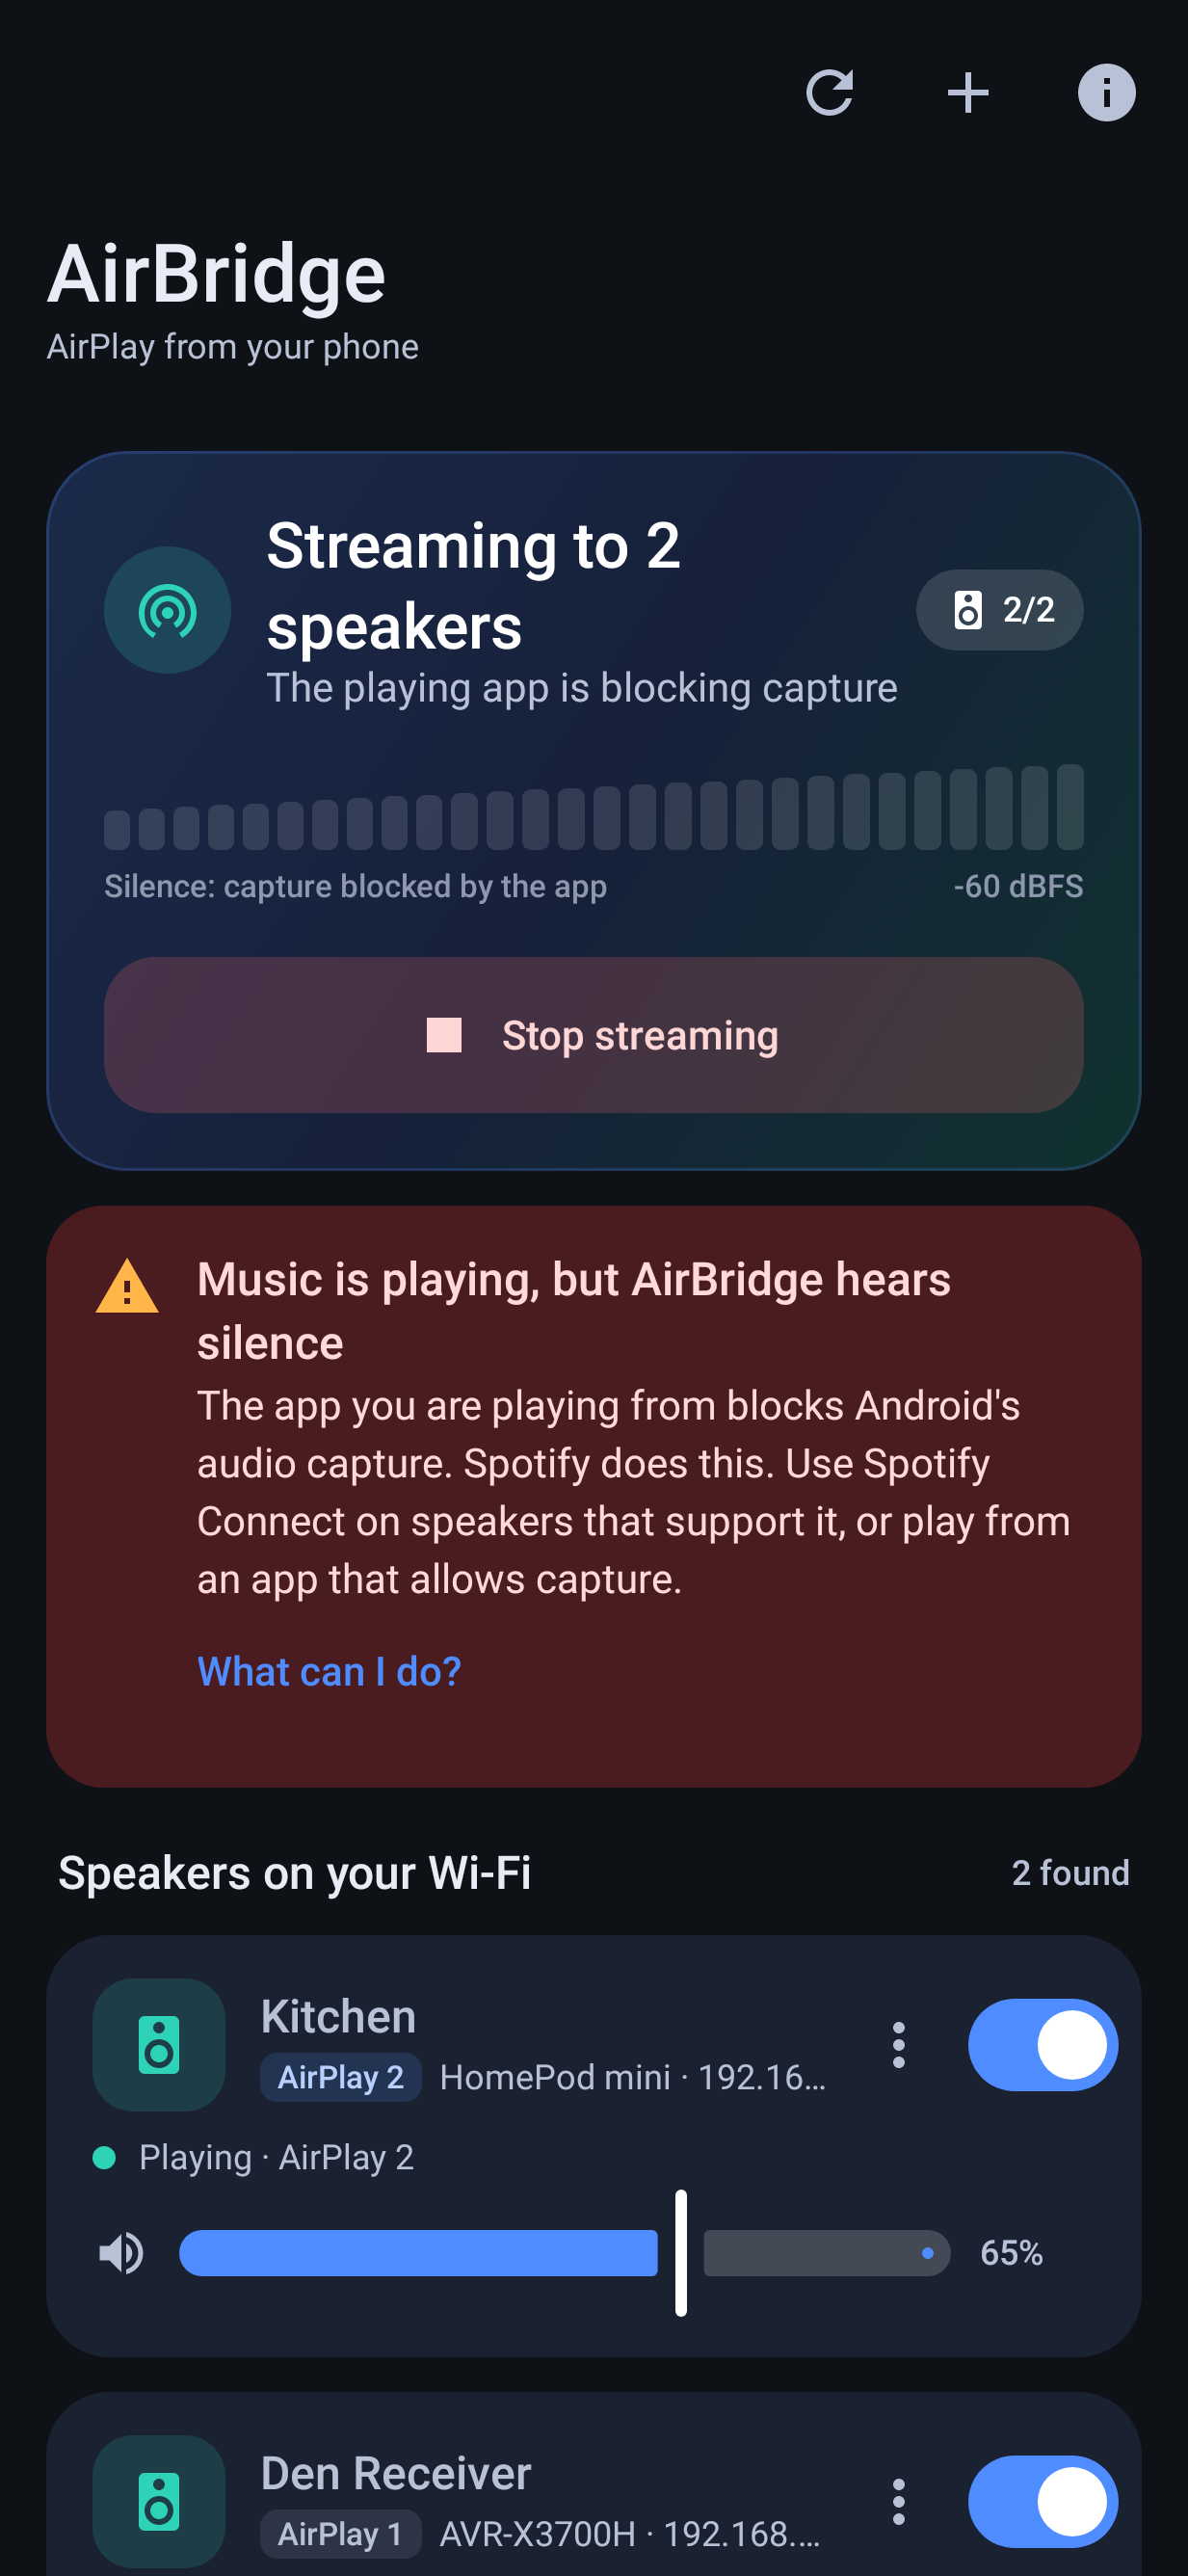 AirBridge
AirPlay from your phone
Streaming to 2
speakers
The playing app is blocking capture
2/2
Silence: capture blocked by the app
-60 dBFS
Stop streaming
Music is playing, but AirBridge hears
silence
The app you are playing from blocks Android's
audio capture. Spotify does this. Use Spotify
Connect on speakers that support it, or play from
an app that allows capture.
What can I do?
Speakers on your Wi-Fi
2 found
Kitchen
AirPlay 2
HomePod mini · 192.16…
Playing · AirPlay 2
65%
Den Receiver
AirPlay 1
AVR-X3700H · 192.168.…